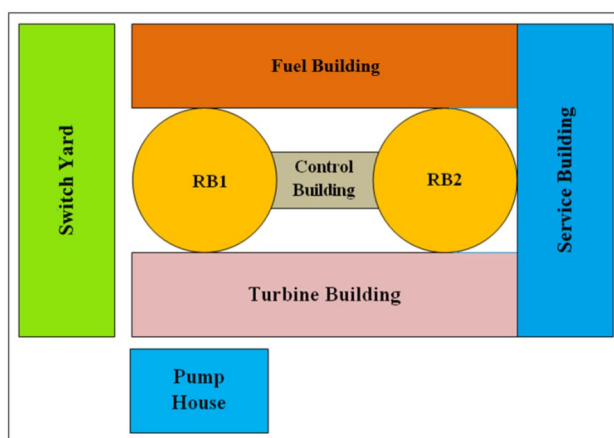 Fuel Building
Switch Yard
RB1
Control
Building
RB2
Service Building
Turbine Building
Pump
House